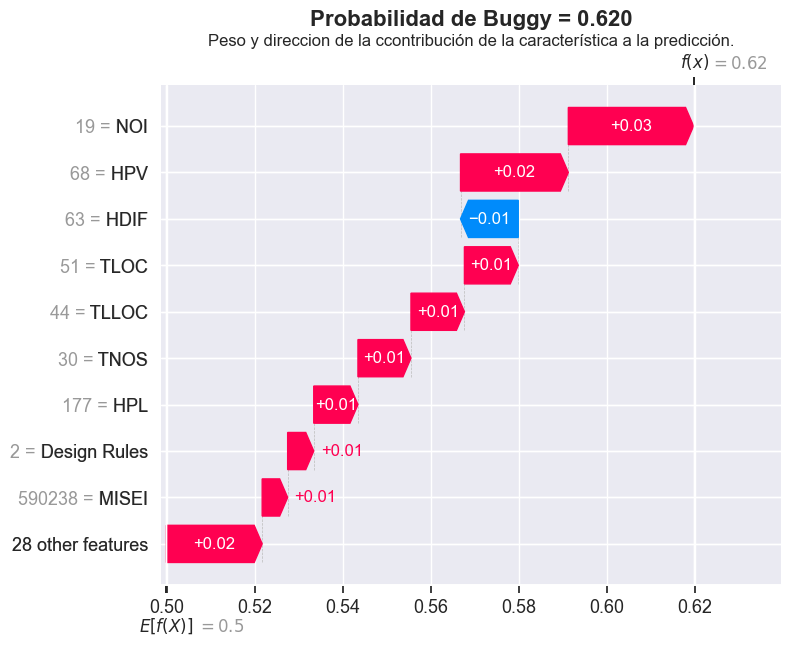 Probabilidad de Buggy = 0.620
Peso y direccion de la ccontribución de la característica a la predicción.
f(x) = 0.62
19 = NOI +0.03
68 = HPV +0.02
63 = HDIF −0.01
51 = TLOC +0.01
44 = TLLOC +0.01
30 = TNOS +0.01
177 = HPL +0.01
2 = Design Rules +0.01
590238 = MISEI +0.01
28 other features +0.02
0.50 0.52 0.54 0.56 0.58 0.60 0.62
E[f(X)] = 0.5